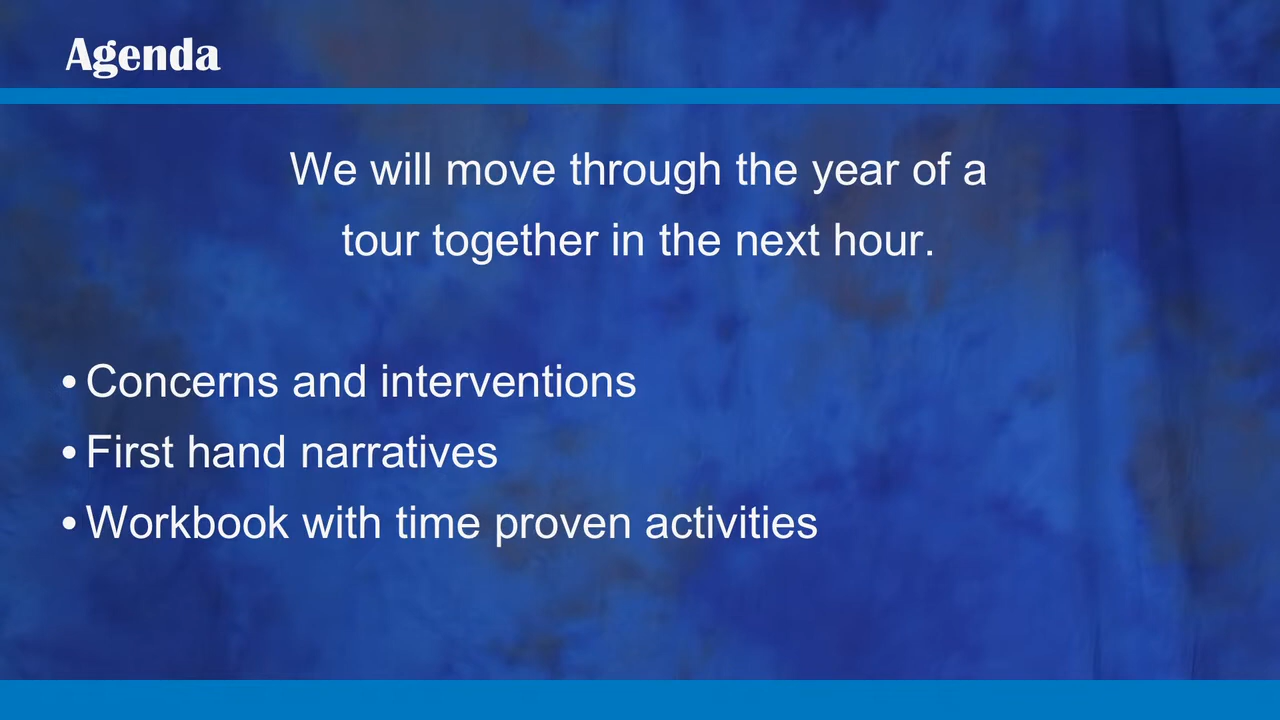 Agenda
We will move through the year of a
tour together in the next hour.
• Concerns and interventions
• First hand narratives
• Workbook with time proven activities